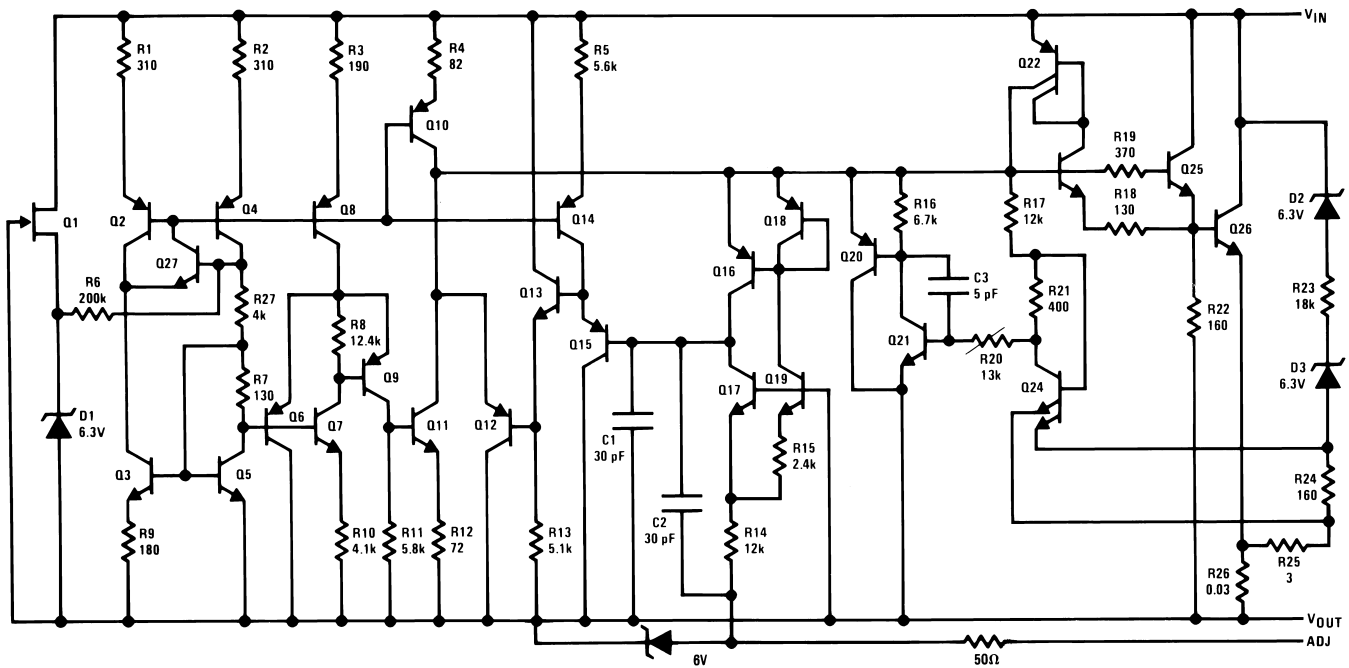 VIN
R1
310
R2
310
R3
190
R4
82
R5
5.6k
Q22
Q10
R19
370
Q25
Q1
Q2
Q4
Q8
Q14
Q18
R16
6.7k
R17
12k
R18
130
Q26
D2
6.3V
Q27
R6
200k
R27
4k
Q13
Q16
Q20
C3
5 pF
R21
400
R22
160
R23
18k
R8
12.4k
Q15
Q21
R20
13k
R7
130
Q9
Q17
Q19
Q24
D3
6.3V
D1
6.3V
Q6
Q7
Q11
Q12
C1
30 pF
R15
2.4k
Q3
Q5
R24
160
R9
180
R10
4.1k
R11
5.8k
R12
72
R13
5.1k
C2
30 pF
R14
12k
R26
0.03
R25
3
VOUT
ADJ
6V
50Ω